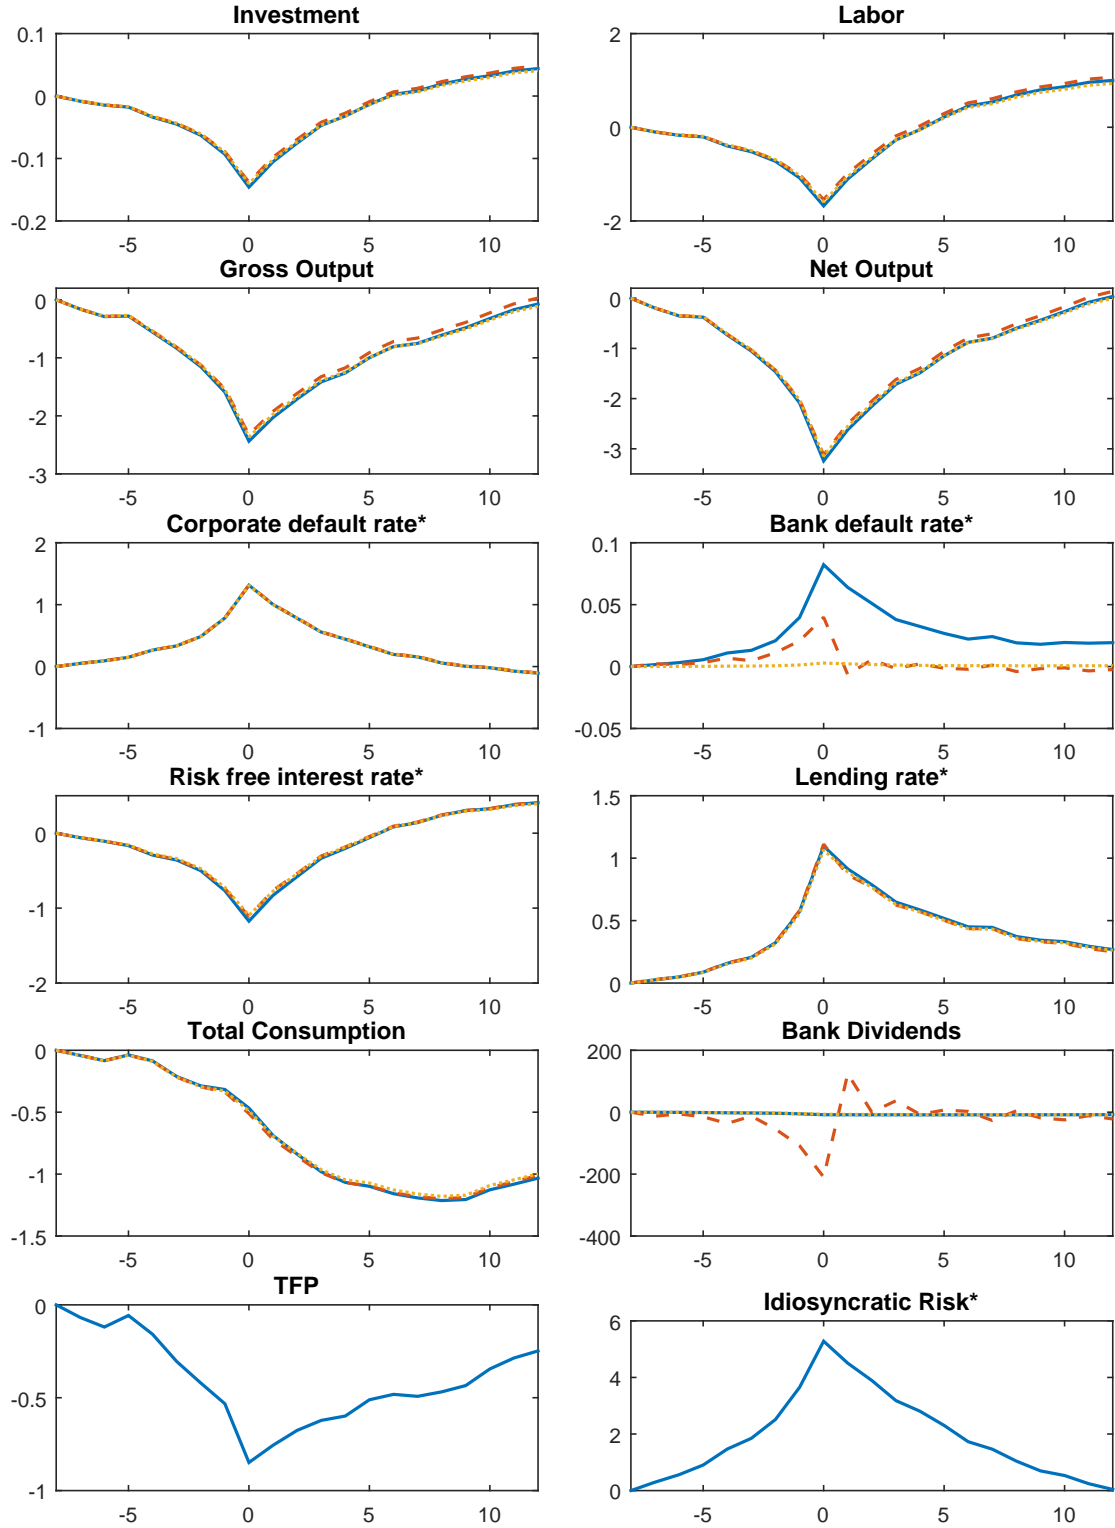 Investment
0.1
0
-0.1
-0.2
-5 0 5 10
Labor
2
0
-2
-5 0 5 10
Gross Output
0
-1
-2
-3
-5 0 5 10
Net Output
0
-1
-2
-3
-5 0 5 10
Corporate default rate*
2
1
0
-1
-5 0 5 10
Bank default rate*
0.1
0.05
0
-0.05
-5 0 5 10
Risk free interest rate*
0
-1
-2
-5 0 5 10
Lending rate*
1.5
1
0.5
0
-5 0 5 10
Total Consumption
0
-0.5
-1
-1.5
-5 0 5 10
Bank Dividends
200
0
-200
-400
-5 0 5 10
TFP
0
-0.5
-1
-5 0 5 10
Idiosyncratic Risk*
6
4
2
0
-5 0 5 10